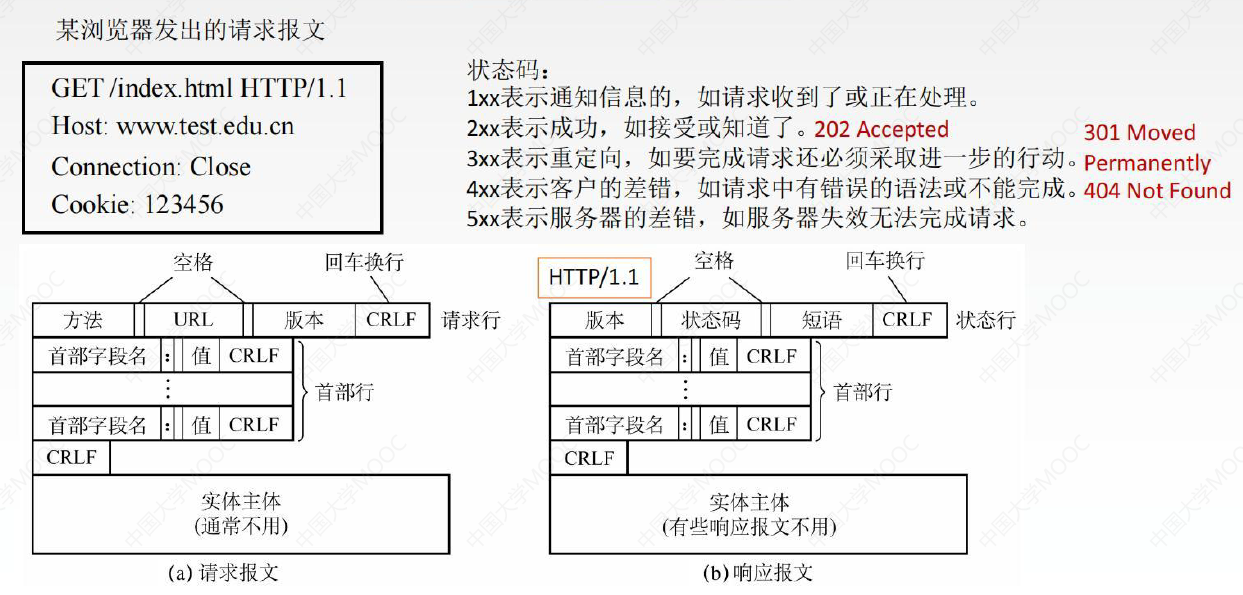 某浏览器发出的请求报文
GET /index.html HTTP/1.1
Host: www.test.edu.cn
Connection: Close
Cookie: 123456
状态码：
1xx表示通知信息的，如请求收到了或正在处理。
2xx表示成功，如接受或知道了。202 Accepted
3xx表示重定向，如要完成请求还必须采取进一步的行动。
301 Moved
Permanently
4xx表示客户的差错，如请求中有错误的语法或不能完成。404 Not Found
5xx表示服务器的差错，如服务器失效无法完成请求。
空格 回车换行
方法 URL 版本 CRLF 请求行
首部字段名 : 值 CRLF
⋮ 首部行
首部字段名 : 值 CRLF
CRLF
实体主体
(通常不用)
(a) 请求报文
HTTP/1.1 空格 回车换行
版本 状态码 短语 CRLF 状态行
首部字段名 : 值 CRLF
⋮ 首部行
首部字段名 : 值 CRLF
CRLF
实体主体
(有些响应报文不用)
(b) 响应报文
中国大学MOOC